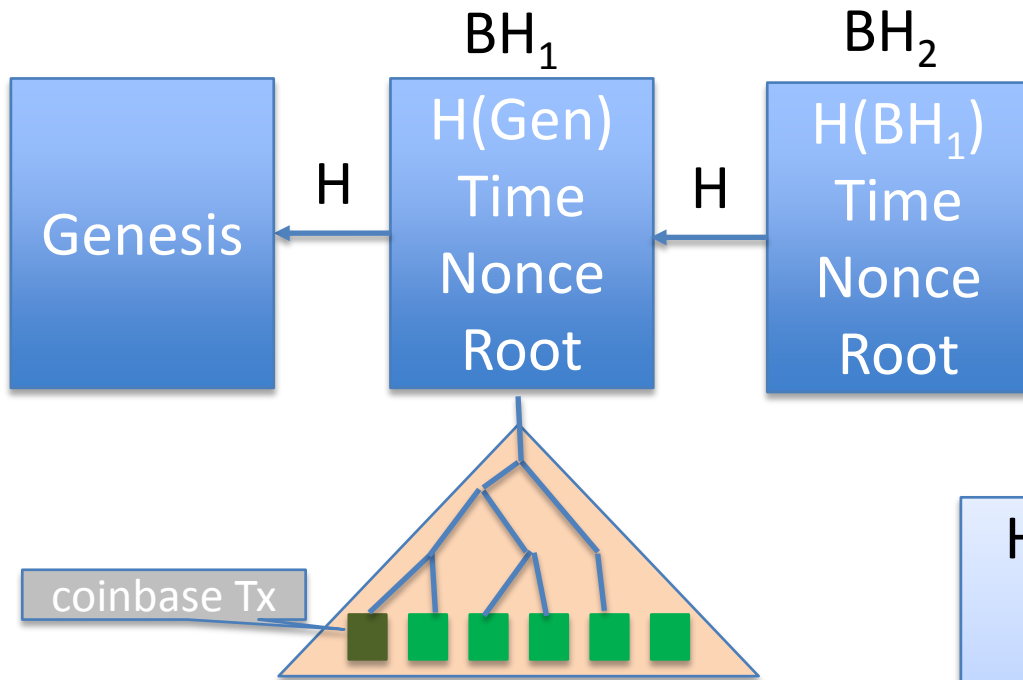 BH₁
BH₂
Genesis
H
H(Gen)
Time
Nonce
Root
H
H(BH₁)
Time
Nonce
Root
coinbase Tx
H